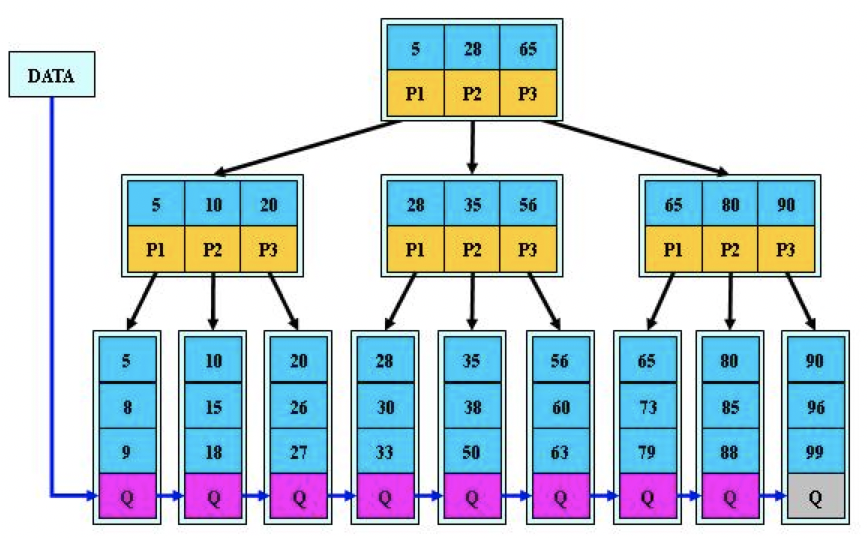 5 28 65
DATA
P1 P2 P3
5 10 20 28 35 56 65 80 90
P1 P2 P3 P1 P2 P3 P1 P2 P3
5 10 20 28 35 56 65 80 90
8 15 26 30 38 60 73 85 96
9 18 27 33 50 63 79 88 99
Q Q Q Q Q Q Q Q Q